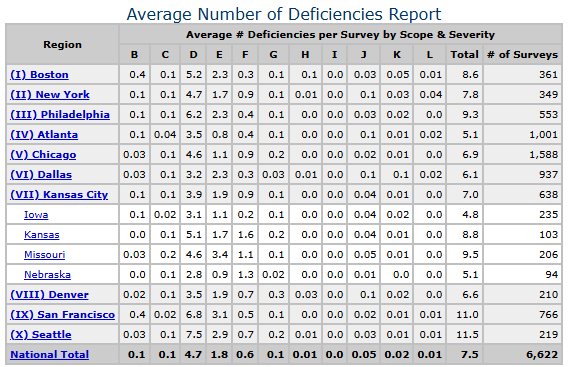 Average Number of Deficiencies Report
Region Average # Deficiencies per Survey by Scope & Severity
B C D E F G H I J K L Total # of Surveys
(I) Boston 0.4 0.1 5.2 2.3 0.3 0.1 0.1 0.0 0.03 0.05 0.01 8.6 361
(II) New York 0.1 0.1 4.7 1.7 0.9 0.1 0.01 0.0 0.1 0.03 0.04 7.8 349
(III) Philadelphia 0.1 0.1 6.2 2.3 0.4 0.1 0.0 0.0 0.03 0.02 0.0 9.3 553
(IV) Atlanta 0.1 0.04 3.5 0.8 0.4 0.1 0.0 0.0 0.1 0.01 0.02 5.1 1,001
(V) Chicago 0.03 0.1 4.6 1.1 0.9 0.2 0.0 0.0 0.02 0.01 0.0 6.9 1,588
(VI) Dallas 0.03 0.1 3.2 2.3 0.3 0.03 0.01 0.0 0.1 0.1 0.02 6.1 937
(VII) Kansas City 0.1 0.1 3.9 1.9 0.9 0.1 0.0 0.0 0.04 0.01 0.0 7.0 638
Iowa 0.1 0.02 3.1 1.1 0.2 0.1 0.0 0.0 0.04 0.02 0.0 4.8 235
Kansas 0.0 0.1 5.1 1.7 1.6 0.2 0.0 0.0 0.04 0.01 0.0 8.8 103
Missouri 0.03 0.2 4.6 3.4 1.1 0.1 0.0 0.0 0.05 0.01 0.0 9.5 206
Nebraska 0.0 0.1 2.8 0.9 1.3 0.02 0.0 0.0 0.01 0.0 0.0 5.1 94
(VIII) Denver 0.02 0.1 3.5 1.9 0.7 0.3 0.03 0.0 0.1 0.02 0.0 6.6 210
(IX) San Francisco 0.4 0.02 6.8 3.1 0.5 0.1 0.0 0.0 0.04 0.02 0.0 11.0 766
(X) Seattle 0.03 0.1 7.5 2.9 0.7 0.2 0.01 0.0 0.03 0.01 0.01 11.5 219
National Total 0.1 0.1 4.7 1.8 0.6 0.1 0.01 0.0 0.05 0.02 0.01 7.5 6,622